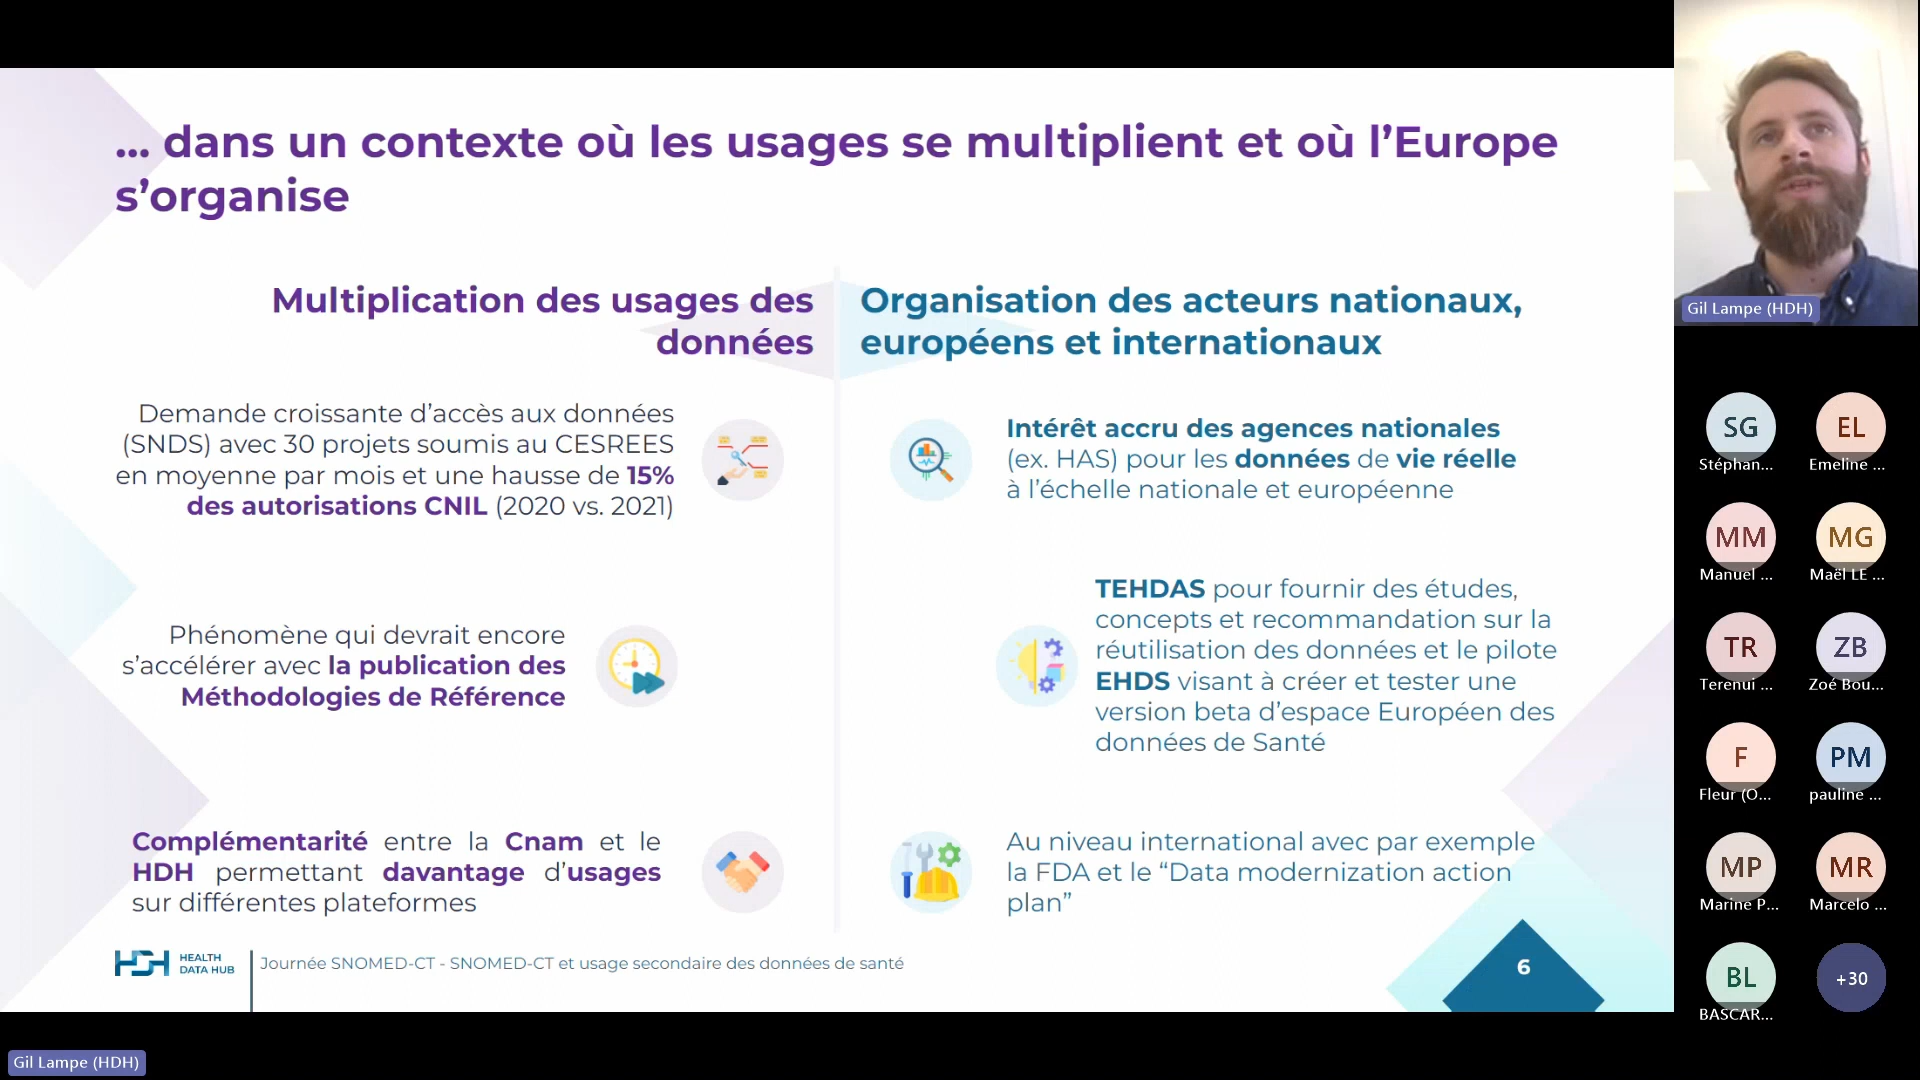 … dans un contexte où les usages se multiplient et où l’Europe
s’organise
Multiplication des usages des
données
Demande croissante d’accès aux données
(SNDS) avec 30 projets soumis au CESREES
en moyenne par mois et une hausse de 15%
des autorisations CNIL (2020 vs. 2021)
Phénomène qui devrait encore
s’accélérer avec la publication des
Méthodologies de Référence
Complémentarité entre la Cnam et le
HDH permettant davantage d’usages
sur différentes plateformes
Organisation des acteurs nationaux,
européens et internationaux
Intérêt accru des agences nationales
(ex. HAS) pour les données de vie réelle
à l’échelle nationale et européenne
TEHDAS pour fournir des études,
concepts et recommandation sur la
réutilisation des données et le pilote
EHDS visant à créer et tester une
version beta d’espace Européen des
données de Santé
Au niveau international avec par exemple
la FDA et le “Data modernization action
plan”
HDH HEALTH
DATA HUB
Journée SNOMED-CT - SNOMED-CT et usage secondaire des données de santé
6
Gil Lampe (HDH)
Gil Lampe (HDH)
SG EL
Stéphan... Emeline ...
MM MG
Manuel ... Maël LE ...
TR ZB
Terenui ... Zoé Bou...
F PM
Fleur (O... pauline ...
MP MR
Marine P... Marcelo ...
BL +30
BASCAR...